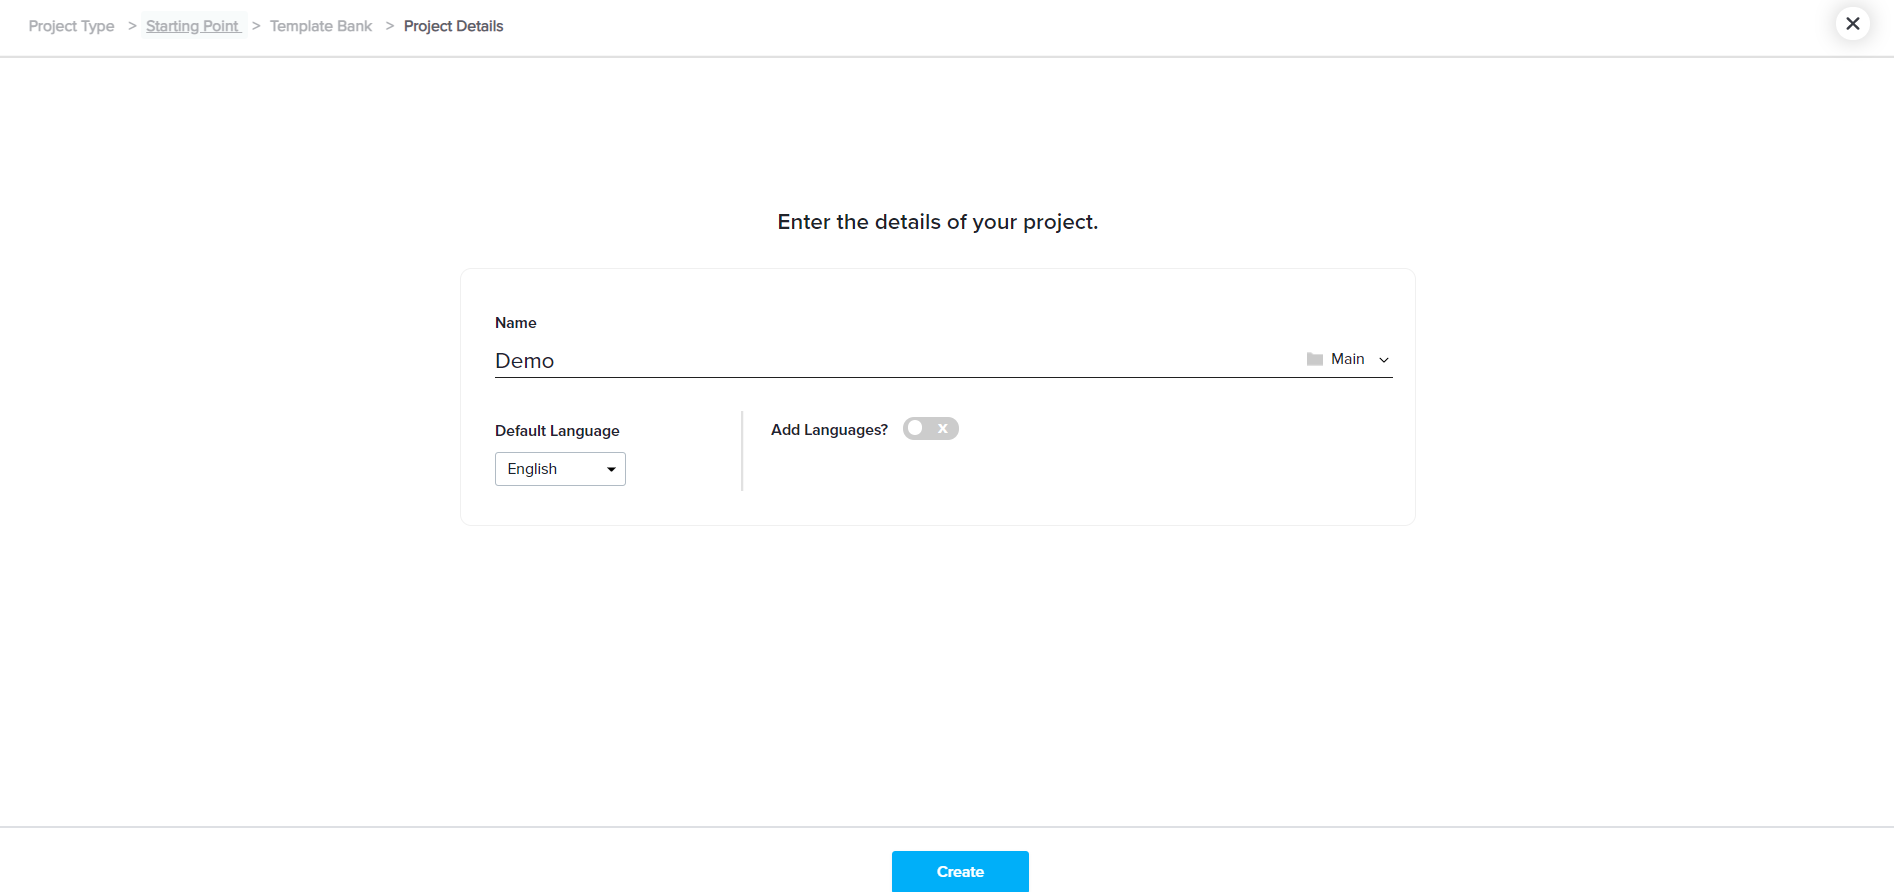 Project Type > Starting Point > Template Bank > Project Details
Enter the details of your project.
Name
Demo Main
Default Language Add Languages? X
English
Create